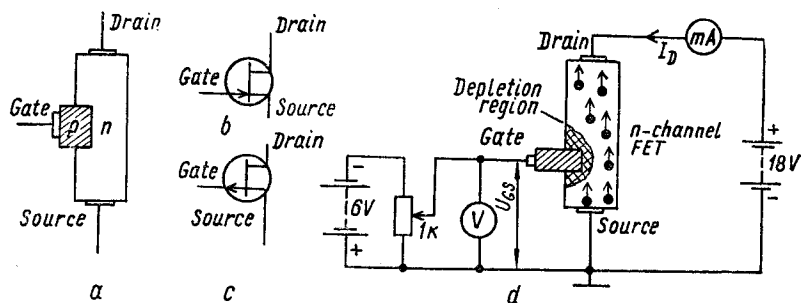 Drain
Gate
p
n
Source
a
Drain
Gate
Source
b
Drain
Gate
Source
c
Drain
I_D
mA
Depletion
region
Gate
n-channel
FET
+
18V
-
-
6V
+
1к
V
U_GS
Source
d